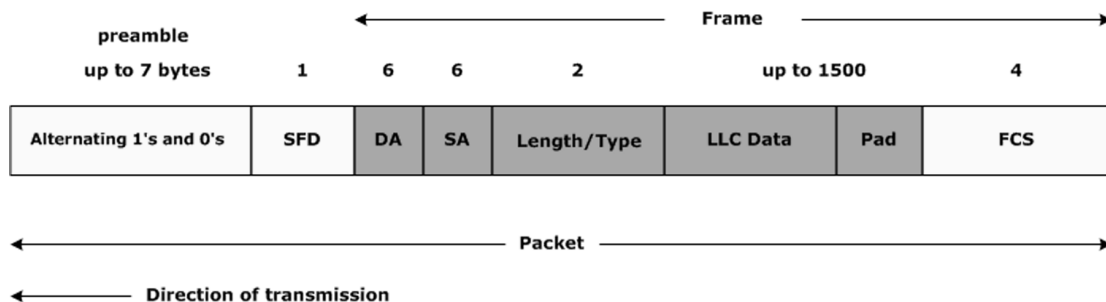 Frame
preamble
up to 7 bytes 1 6 6 2 up to 1500 4
Alternating 1's and 0's SFD DA SA Length/Type LLC Data Pad FCS
Packet
Direction of transmission